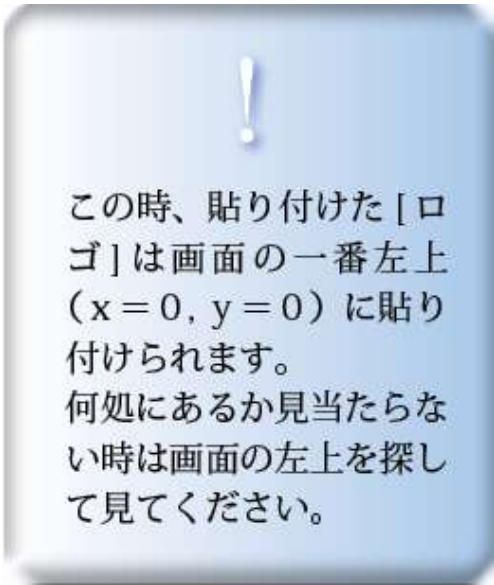 ！
この時、貼り付けた [ ロ
ゴ ] は画面の一番左上
（x＝0, y＝0）に貼り
付けられます。
何処にあるか見当たらな
い時は画面の左上を探し
て見てください。